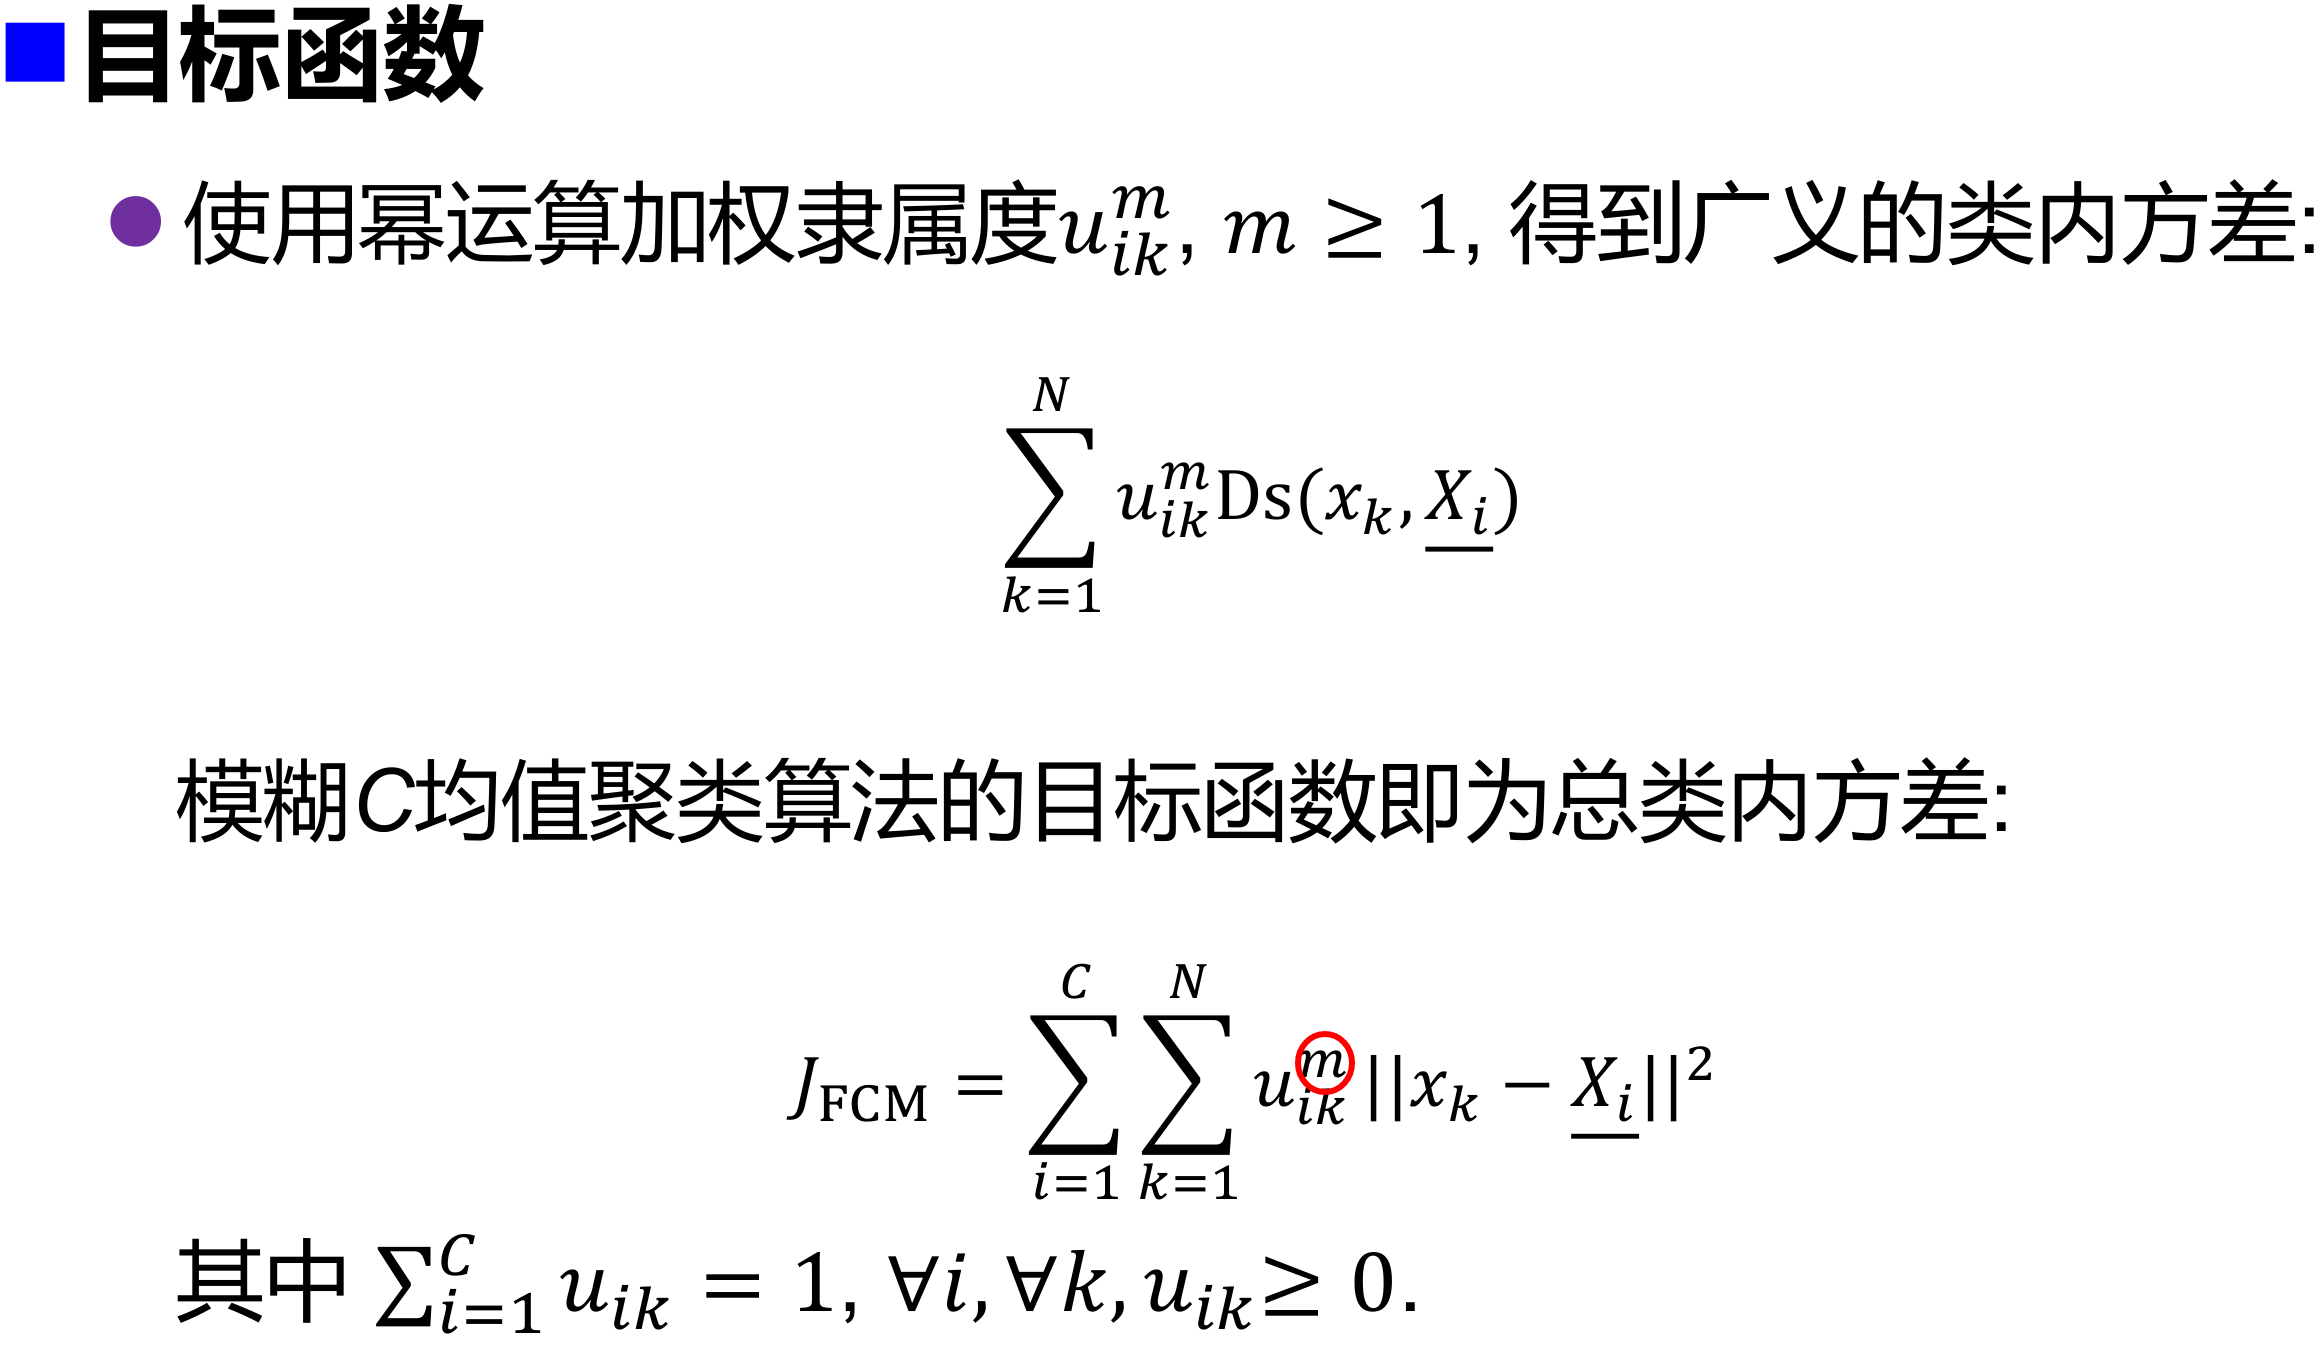 目标函数
使用幂运算加权隶属度$u_{ik}^{m}$, $m \geq 1$, 得到广义的类内方差:
$\sum_{k=1}^{N} u_{ik}^{m} \mathrm{Ds}(x_k, \underline{X_i})$
模糊C均值聚类算法的目标函数即为总类内方差:
$J_{\mathrm{FCM}} = \sum_{i=1}^{C} \sum_{k=1}^{N} u_{ik}^{m} ||x_k - \underline{X_i}||^2$
其中 $\sum_{i=1}^{C} u_{ik} = 1, \forall i, \forall k, u_{ik} \geq 0.$